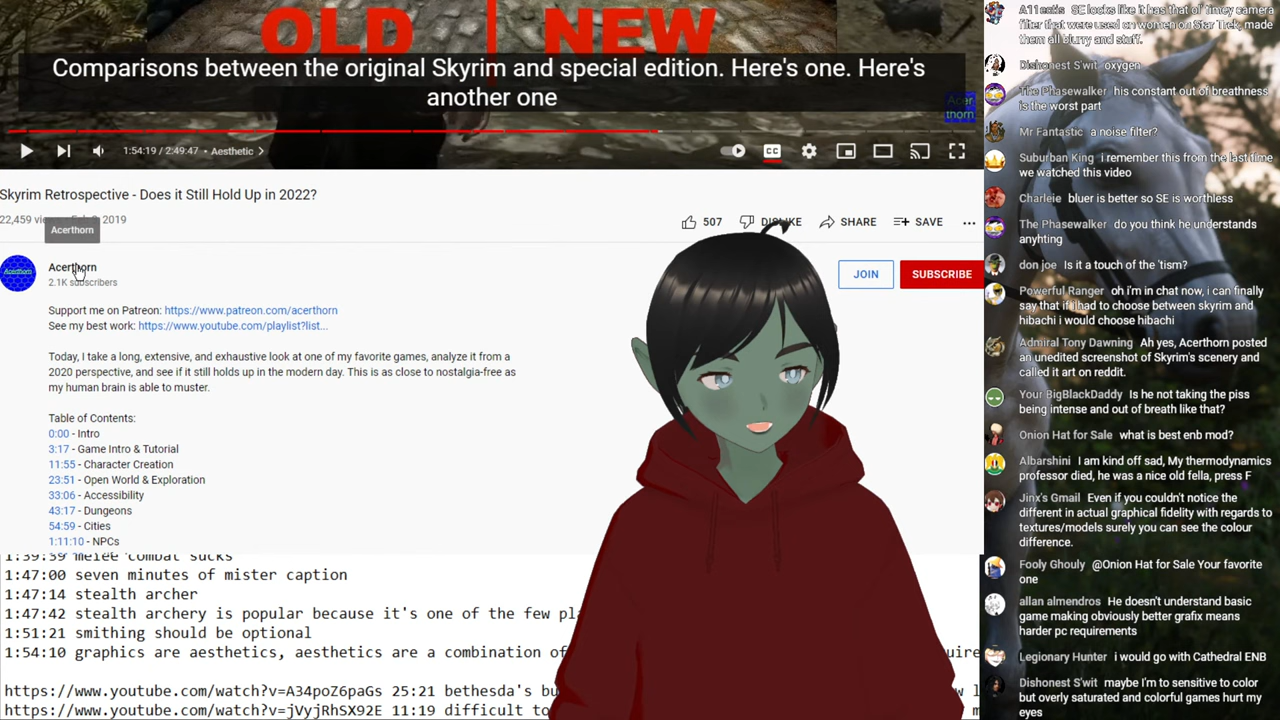 OLD NEW
Comparisons between the original Skyrim and special edition. Here's one. Here's
another one
Acer
thorn
1:54:19 / 2:49:47 • Aesthetic >
CC
Skyrim Retrospective - Does it Still Hold Up in 2022?
22,459 2019
507
DISLIKE
SHARE
SAVE
Acerthorn
Acerthorn
Acerthorn
2.1K subscribers
JOIN
SUBSCRIBE
Support me on Patreon: https://www.patreon.com/acerthorn
See my best work: https://www.youtube.com/playlist?list...
Today, I take a long, extensive, and exhaustive look at one of my favorite games, analyze it from a
2020 perspective, and see if it still holds up in the modern day. This is as close to nostalgia-free as
my human brain is able to muster.
Table of Contents:
0:00 - Intro
3:17 - Game Intro & Tutorial
11:55 - Character Creation
23:51 - Open World & Exploration
33:06 - Accessibility
43:17 - Dungeons
54:59 - Cities
1:11:10 - NPCs
1:39:39 melee combat sucks
1:47:00 seven minutes of mister caption
1:47:14 stealth archer
1:47:42 stealth archery is popular because it's one of the few
1:51:21 smithing should be optional
1:54:10 graphics are aesthetics, aesthetics are a combination of
https://www.youtube.com/watch?v=A34poZ6paGs 25:21 bethesda's
https://www.youtube.com/watch?v=jVyjRhSX92E 11:19 difficult to
A11esks SE looks like it has that ol' timey camera
filter that were used on women on Star Trek, made
them all blurry and stuff.
Dishonest S'wit oxygen
The Phasewalker his constant out of breathness
is the worst part
Mr Fantastic a noise filter?
Suburban King i remember this from the last time
we watched this video
Charleie bluer is better so SE is worthless
The Phasewalker do you think he understands
anyhting
don joe Is it a touch of the 'tism?
Powerful Ranger oh i'm in chat now, i can finally
say that if ihad to choose between skyrim and
hibachi i would choose hibachi
Admiral Tony Dawning Ah yes, Acerthorn posted
an unedited screenshot of Skyrim's scenery and
called it art on reddit.
Your BigBlackDaddy Is he not taking the piss
being intense and out of breath like that?
Onion Hat for Sale what is best enb mod?
Albarshini I am kind off sad, My thermodynamics
professor died, he was a nice old fella, press F
Jinx's Gmail Even if you couldn't notice the
different in actual graphical fidelity with regards to
textures/models surely you can see the colour
difference.
Fooly Ghouly @Onion Hat for Sale Your favorite
one
allan almendros He doesn't understand basic
game making obviously better grafix means
harder pc requirements
Legionary Hunter i would go with Cathedral ENB
Dishonest S'wit maybe I'm to sensitive to color
but overly saturated and colorful games hurt my
eyes